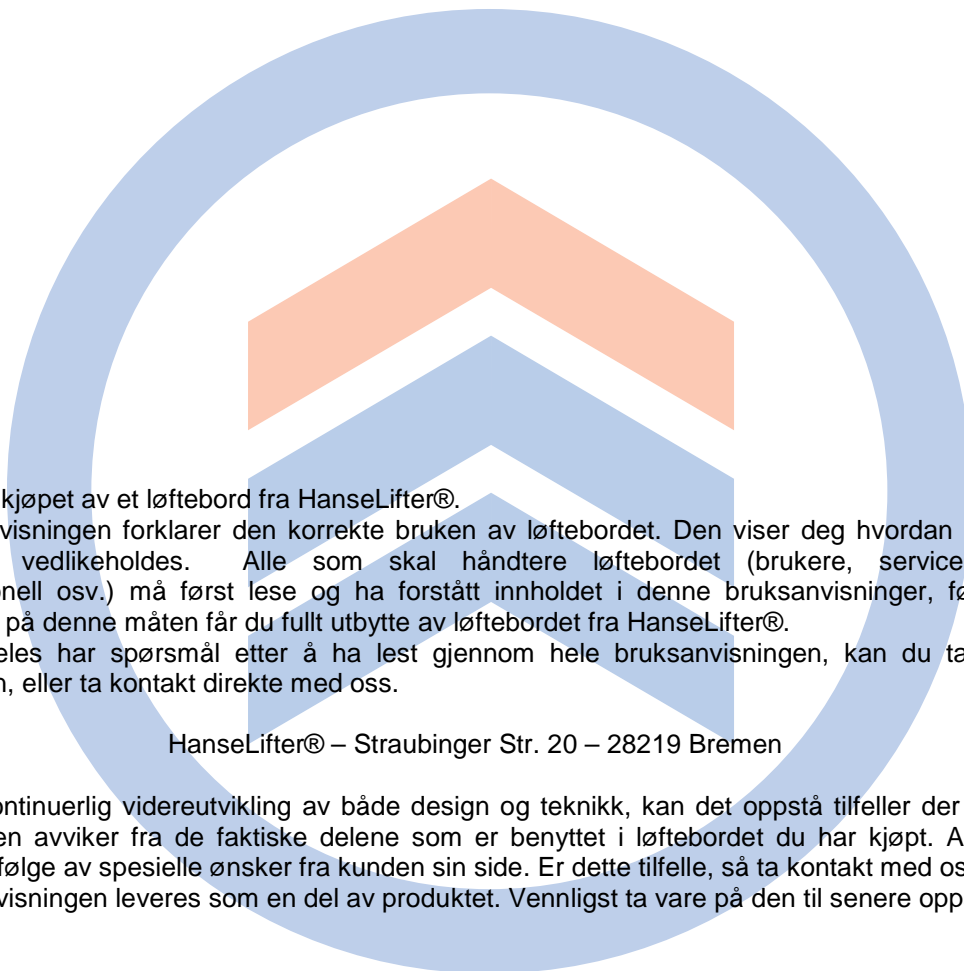 kjøpet av et løftebord fra HanseLifter®.
visningen forklarer den korrekte bruken av løftebordet. Den viser deg hvordan
vedlikeholdes. Alle som skal håndtere løftebordet (brukere, service
nell osv.) må først lese og ha forstått innholdet i denne bruksanvisninger, fø
på denne måten får du fullt utbytte av løftebordet fra HanseLifter®.
eles har spørsmål etter å ha lest gjennom hele bruksanvisningen, kan du ta
n, eller ta kontakt direkte med oss.
HanseLifter® – Straubinger Str. 20 – 28219 Bremen
ontinuerlig videreutvikling av både design og teknikk, kan det oppstå tilfeller der
en avviker fra de faktiske delene som er benyttet i løftebordet du har kjøpt. A
følge av spesielle ønsker fra kunden sin side. Er dette tilfelle, så ta kontakt med os
visningen leveres som en del av produktet. Vennligst ta vare på den til senere opp